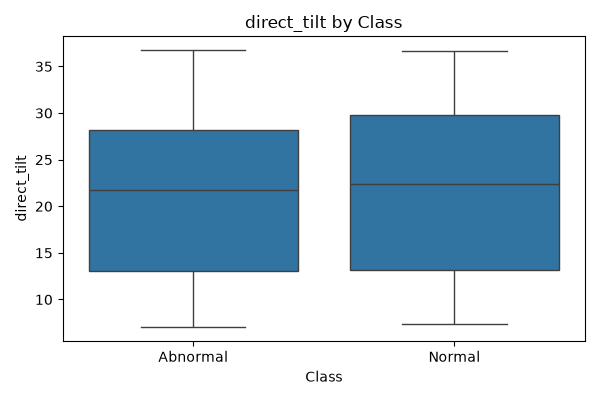 direct_tilt by Class
direct_tilt
35
30
25
20
15
10
Abnormal
Normal
Class